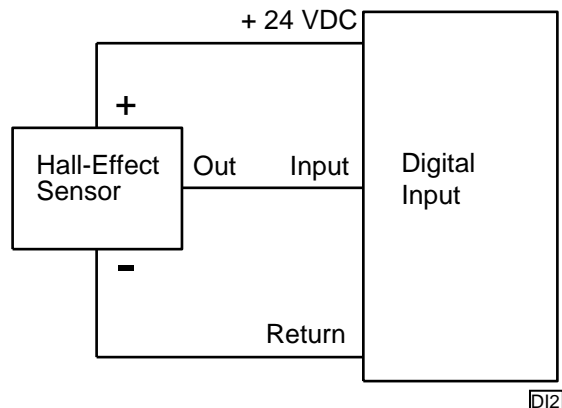 + 24 VDC
+
Hall-Effect
Sensor
Out
Input
Digital
Input
-
Return
DI2